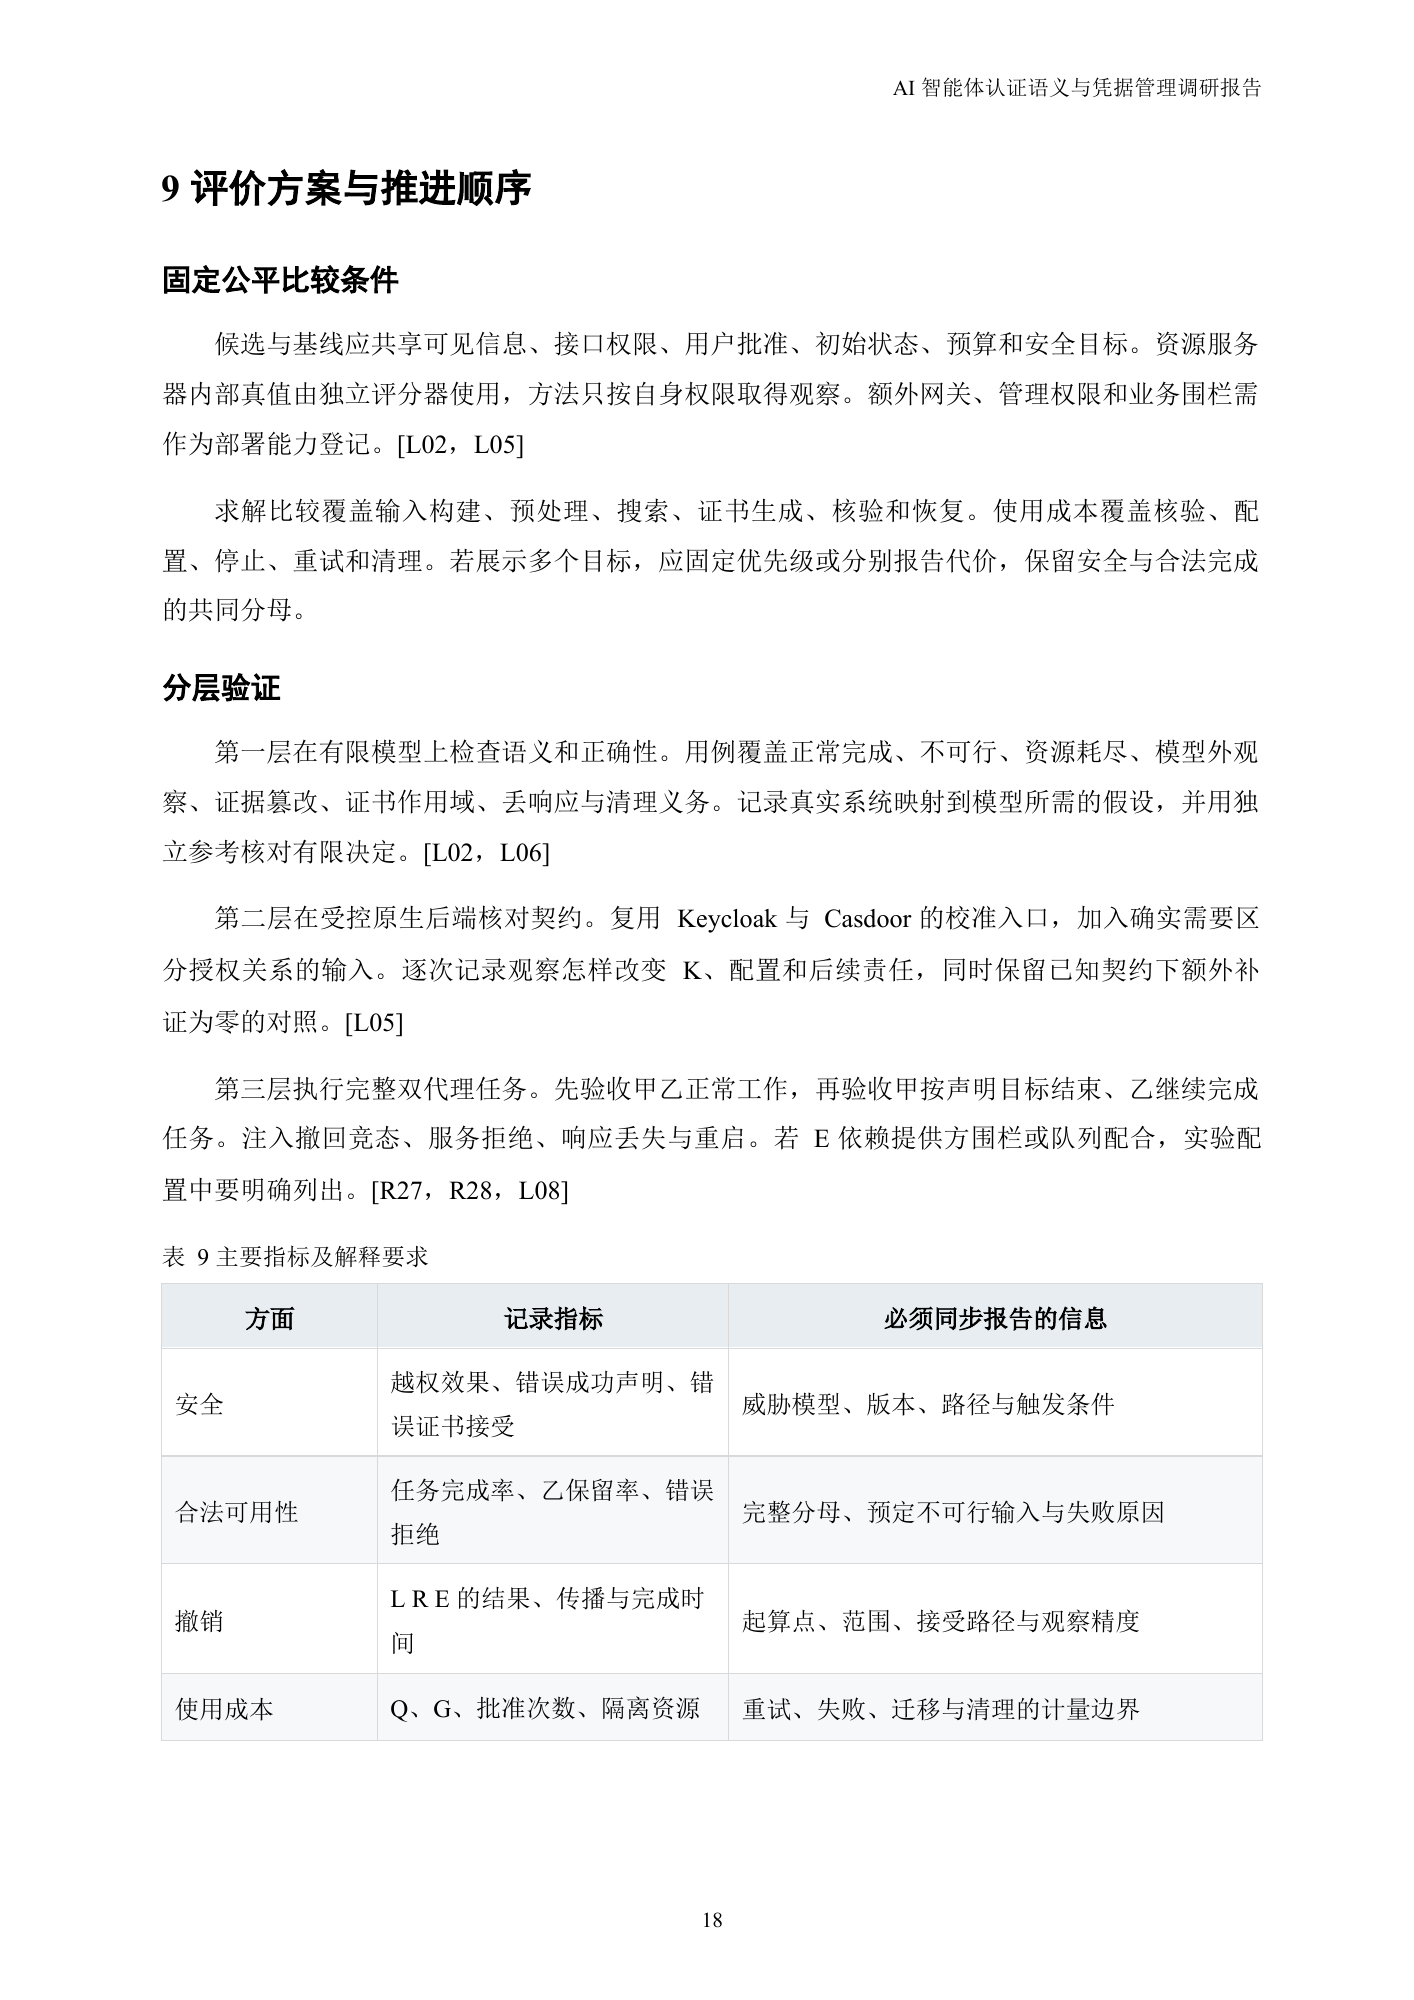 AI 智能体认证语义与凭据管理调研报告
9 评价方案与推进顺序
固定公平比较条件
候选与基线应共享可见信息、接口权限、用户批准、初始状态、预算和安全目标。资源服务
器内部真值由独立评分器使用，方法只按自身权限取得观察。额外网关、管理权限和业务围栏需
作为部署能力登记。[L02，L05]
求解比较覆盖输入构建、预处理、搜索、证书生成、核验和恢复。使用成本覆盖核验、配
置、停止、重试和清理。若展示多个目标，应固定优先级或分别报告代价，保留安全与合法完成
的共同分母。
分层验证
第一层在有限模型上检查语义和正确性。用例覆盖正常完成、不可行、资源耗尽、模型外观
察、证据篡改、证书作用域、丢响应与清理义务。记录真实系统映射到模型所需的假设，并用独
立参考核对有限决定。[L02，L06]
第二层在受控原生后端核对契约。复用 Keycloak 与 Casdoor 的校准入口，加入确实需要区
分授权关系的输入。逐次记录观察怎样改变 K、配置和后续责任，同时保留已知契约下额外补
证为零的对照。[L05]
第三层执行完整双代理任务。先验收甲乙正常工作，再验收甲按声明目标结束、乙继续完成
任务。注入撤回竞态、服务拒绝、响应丢失与重启。若 E 依赖提供方围栏或队列配合，实验配
置中要明确列出。[R27，R28，L08]
表 9 主要指标及解释要求
方面 记录指标 必须同步报告的信息
安全 越权效果、错误成功声明、错
误证书接受 威胁模型、版本、路径与触发条件
合法可用性 任务完成率、乙保留率、错误
拒绝 完整分母、预定不可行输入与失败原因
撤销 L R E 的结果、传播与完成时
间 起算点、范围、接受路径与观察精度
使用成本 Q、G、批准次数、隔离资源 重试、失败、迁移与清理的计量边界
18